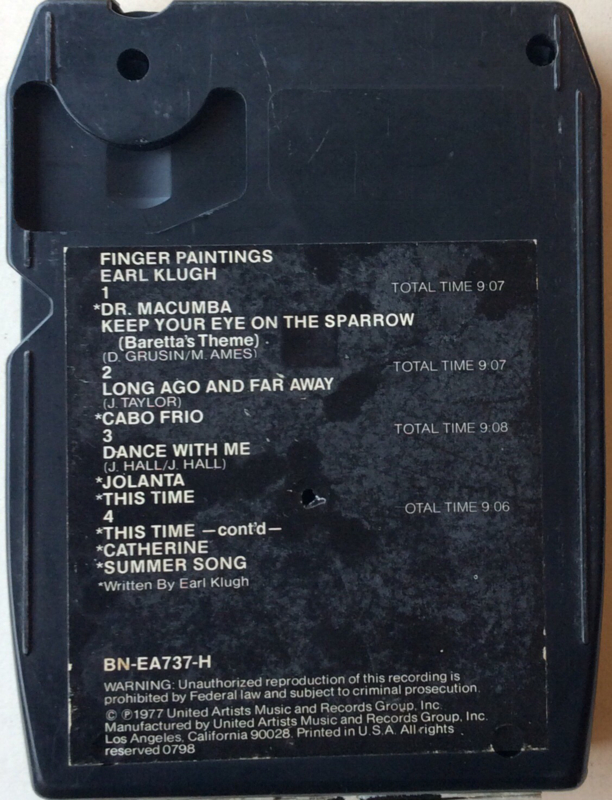 FINGER PAINTINGS
EARL KLUGH
1 TOTAL TIME 9:07
*DR. MACUMBA
KEEP YOUR EYE ON THE SPARROW
(Baretta's Theme)
(D. GRUSIN/M. AMES)
2 TOTAL TIME 9:07
LONG AGO AND FAR AWAY
(J. TAYLOR)
*CABO FRIO
3 TOTAL TIME 9:08
DANCE WITH ME
(J. HALL/J. HALL)
*JOLANTA
*THIS TIME
4 OTAL TIME 9 06
*THIS TIME —cont'd—
*CATHERINE
*SUMMER SONG
*Written By Earl Klugh
BN-EA737-H
WARNING: Unauthorized reproduction of this recording is
prohibited by Federal law and subject to criminal prosecution.
© ℗1977 United Artists Music and Records Group, Inc.
Manufactured by United Artists Music and Records Group, Inc.
Los Angeles, California 90028. Printed in U.S.A. All rights
reserved 0798